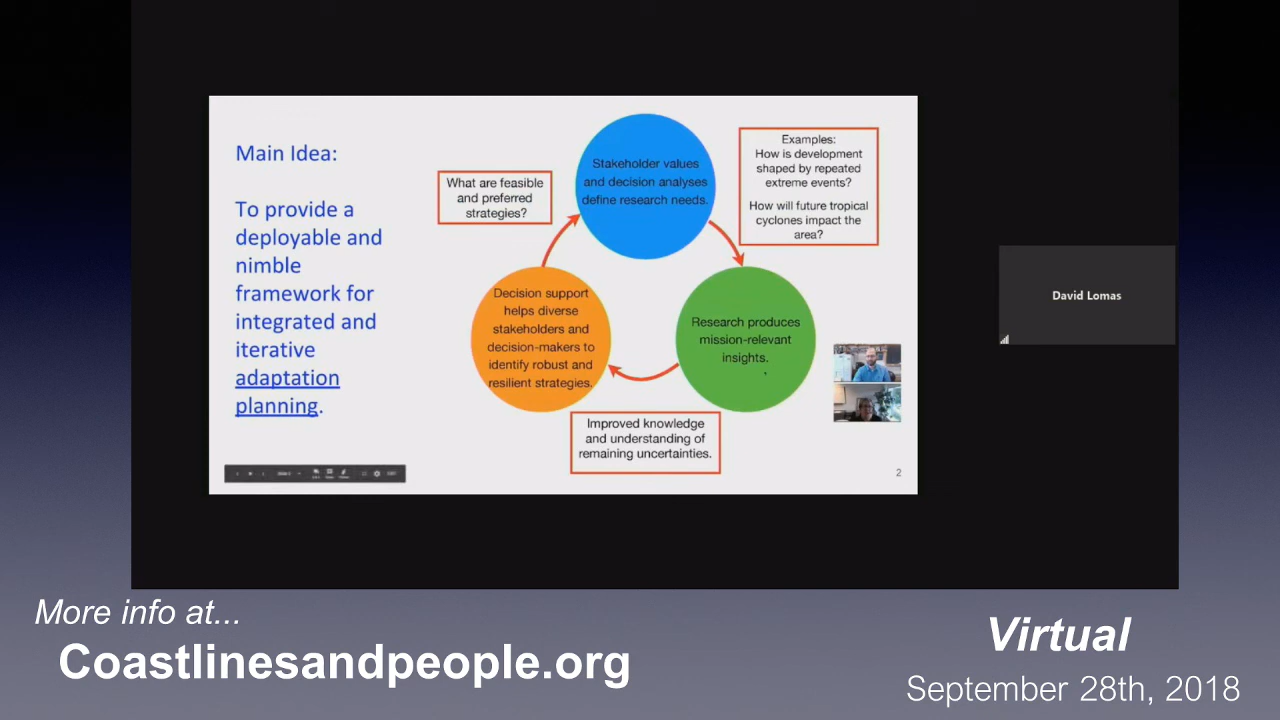 Main Idea:
To provide a
deployable and
nimble
framework for
integrated and
iterative
adaptation
planning.
What are feasible
and preferred
strategies?
Stakeholder values
and decision analyses
define research needs.
Examples:
How is development
shaped by repeated
extreme events?
How will future tropical
cyclones impact the
area?
Decision support
helps diverse
stakeholders and
decision-makers to
identify robust and
resilient strategies.
Research produces
mission-relevant
insights.
Improved knowledge
and understanding of
remaining uncertainties.
2
David Lomas
More info at...
Coastlinesandpeople.org
Virtual
September 28th, 2018